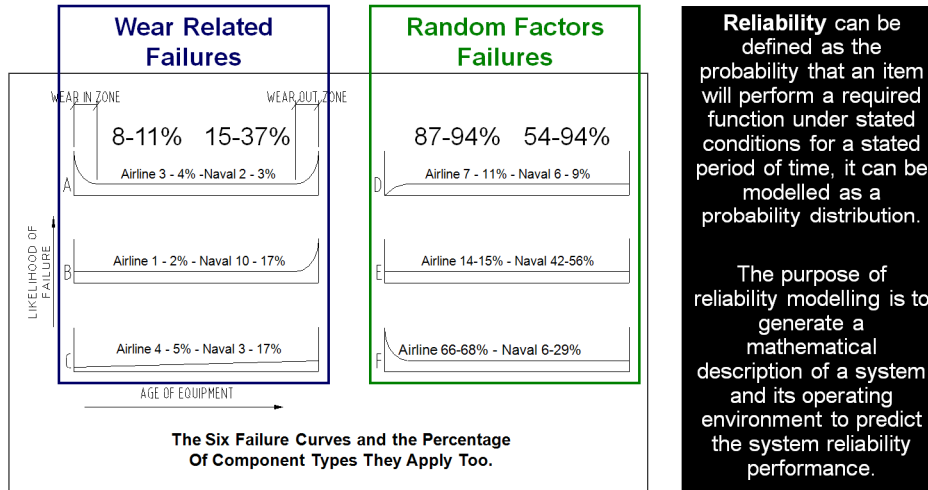 Wear Related
Failures
Random Factors
Failures
WEAR IN ZONE
WEAR OUT ZONE
8-11% 15-37%
87-94% 54-94%
A
Airline 3 - 4% -Naval 2 - 3%
D
Airline 7 - 11% - Naval 6 - 9%
LIKELIHOOD OF
FAILURE
B
Airline 1 - 2% - Naval 10 - 17%
E
Airline 14-15% - Naval 42-56%
C
Airline 4 - 5% - Naval 3 - 17%
F
Airline 66-68% - Naval 6-29%
AGE OF EQUIPMENT
The Six Failure Curves and the Percentage
Of Component Types They Apply Too.
Reliability can be
defined as the
probability that an item
will perform a required
function under stated
conditions for a stated
period of time, it can be
modelled as a
probability distribution.
The purpose of
reliability modelling is to
generate a
mathematical
description of a system
and its operating
environment to predict
the system reliability
performance.